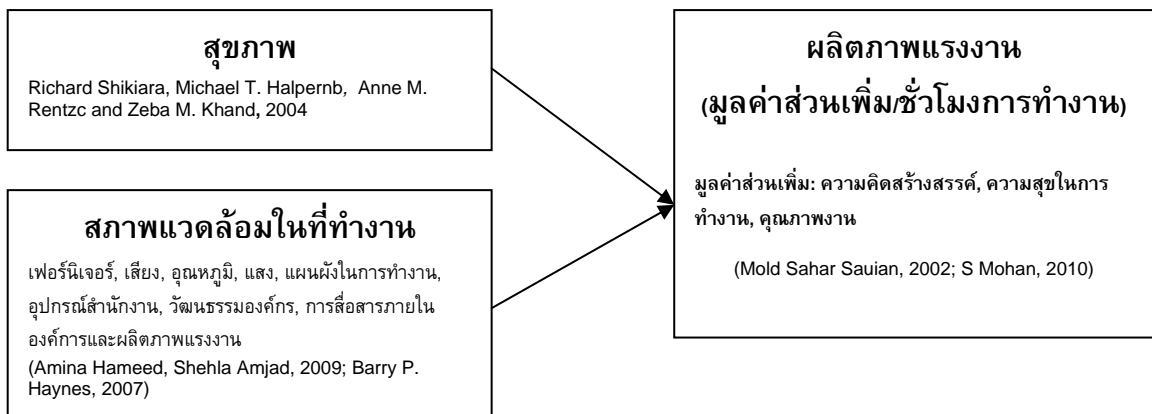 สุขภาพ
Richard Shikiara, Michael T. Halpernb, Anne M.
Rentzc and Zeba M. Khand, 2004
สภาพแวดล้อมในที่ทำงาน
เฟอร์นิเจอร์, เสียง, อุณหภูมิ, แสง, แผนผังในการทำงาน,
อุปกรณ์สำนักงาน, วัฒนธรรมองค์กร, การสื่อสารภายใน
องค์การและผลิตภาพแรงงาน
(Amina Hameed, Shehla Amjad, 2009; Barry P.
Haynes, 2007)
ผลิตภาพแรงงาน
(มูลค่าส่วนเพิ่ม/ชั่วโมงการทำงาน)
มูลค่าส่วนเพิ่ม: ความคิดสร้างสรรค์, ความสุขในการ
ทำงาน, คุณภาพงาน
(Mold Sahar Sauian, 2002; S Mohan, 2010)